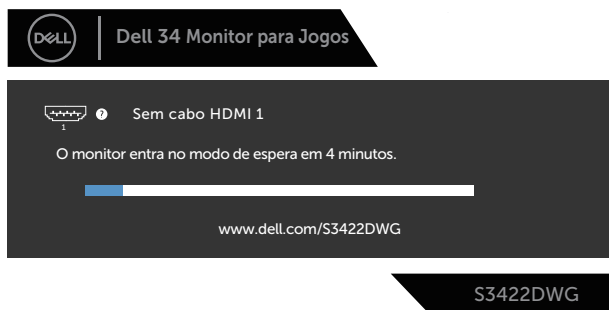 DELL
Dell 34 Monitor para Jogos
? Sem cabo HDMI 1
1
O monitor entra no modo de espera em 4 minutos.
www.dell.com/S3422DWG
S3422DWG